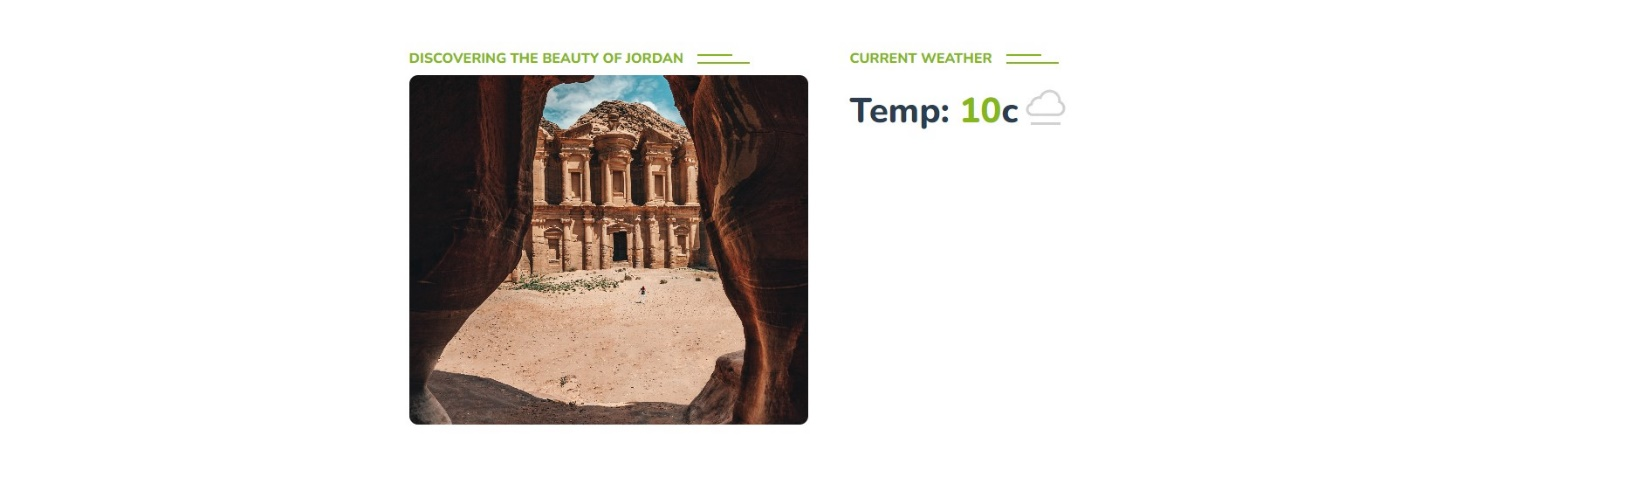 DISCOVERING THE BEAUTY OF JORDAN
CURRENT WEATHER
Temp: 10c